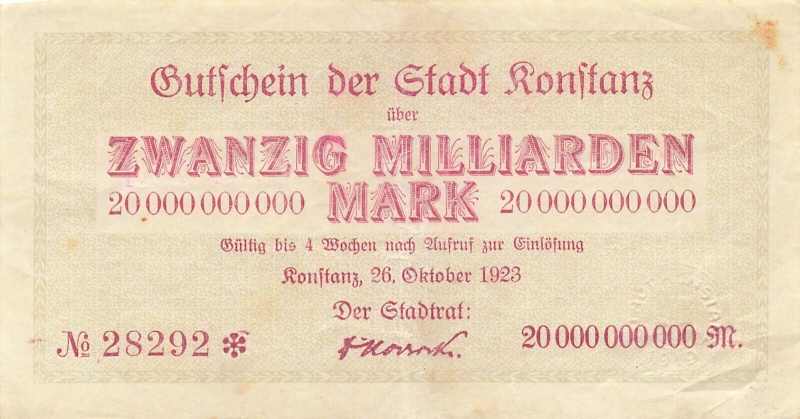 Gutschein der Stadt Konstanz
über
ZWANZIG MILLIARDEN
20 000 000 000 MARK 20 000 000 000
Gültig bis 4 Wochen nach Aufruf zur Einlösung
Konstanz, 26. Oktober 1923
Der Stadtrat:
No 28292 * 20 000 000 000 M.